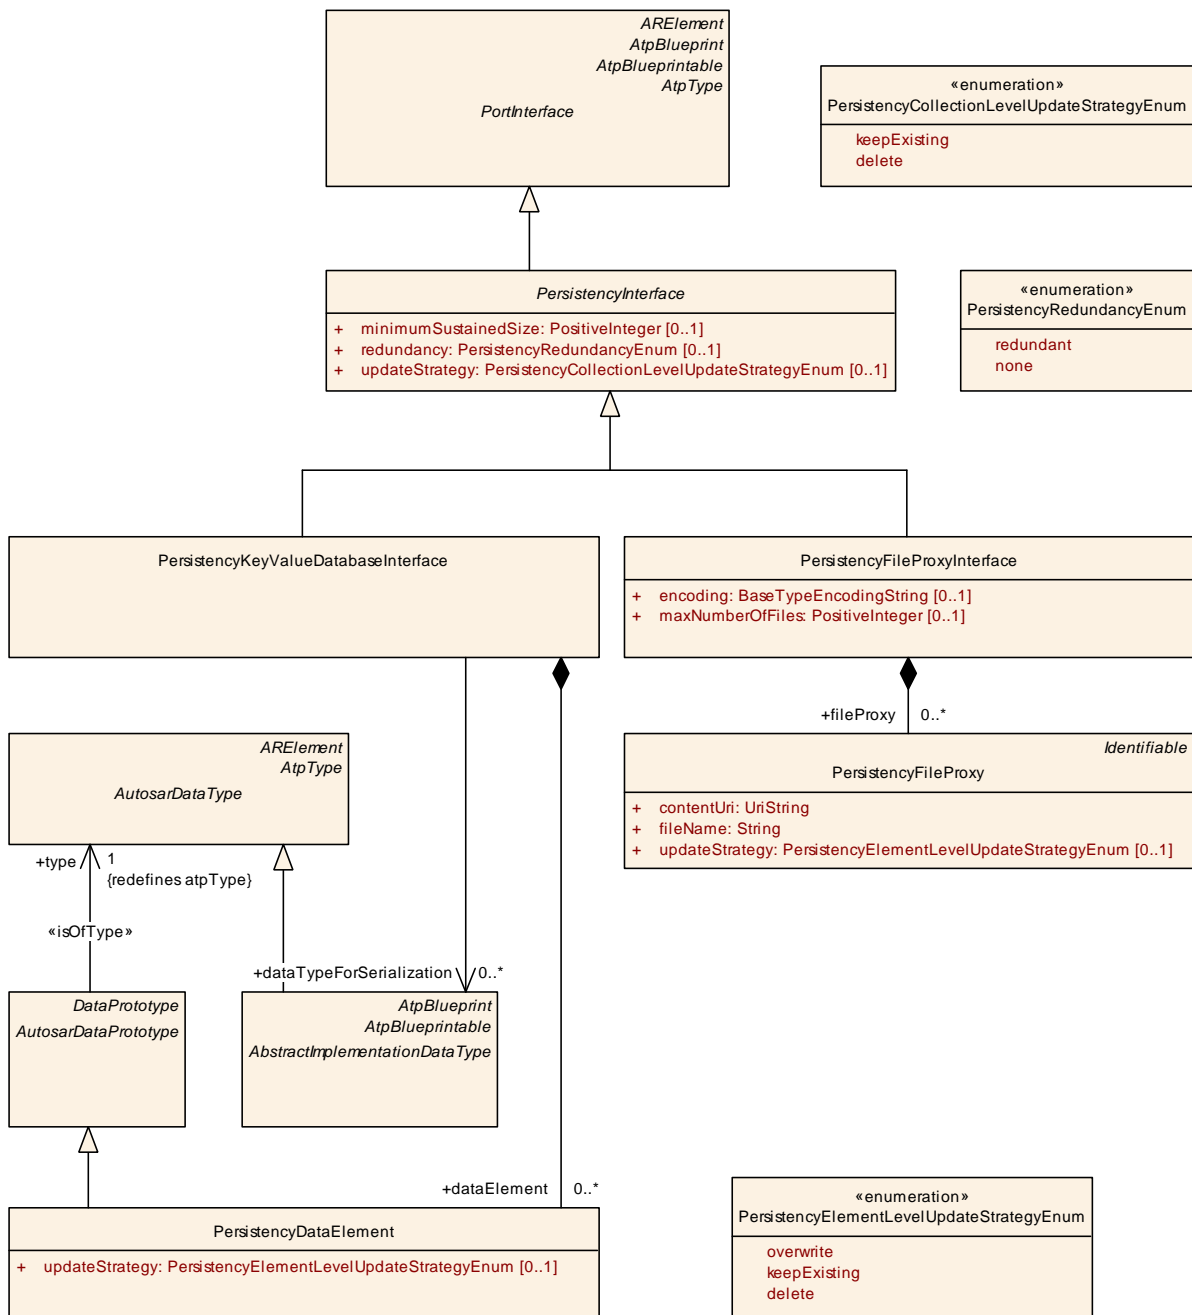 ARElement
AtpBlueprint
AtpBlueprintable
AtpType
PortInterface
«enumeration»
PersistencyCollectionLevelUpdateStrategyEnum
keepExisting
delete
PersistencyInterface
+ minimumSustainedSize: PositiveInteger [0..1]
+ redundancy: PersistencyRedundancyEnum [0..1]
+ updateStrategy: PersistencyCollectionLevelUpdateStrategyEnum [0..1]
«enumeration»
PersistencyRedundancyEnum
redundant
none
PersistencyKeyValueDatabaseInterface
PersistencyFileProxyInterface
+ encoding: BaseTypeEncodingString [0..1]
+ maxNumberOfFiles: PositiveInteger [0..1]
+fileProxy 0..*
ARElement
AtpType
AutosarDataType
Identifiable
PersistencyFileProxy
+ contentUri: UriString
+ fileName: String
+ updateStrategy: PersistencyElementLevelUpdateStrategyEnum [0..1]
+type 1
{redefines atpType}
«isOfType»
+dataTypeForSerialization 0..*
DataPrototype
AutosarDataPrototype
AtpBlueprint
AtpBlueprintable
AbstractImplementationDataType
+dataElement 0..*
PersistencyDataElement
+ updateStrategy: PersistencyElementLevelUpdateStrategyEnum [0..1]
«enumeration»
PersistencyElementLevelUpdateStrategyEnum
overwrite
keepExisting
delete